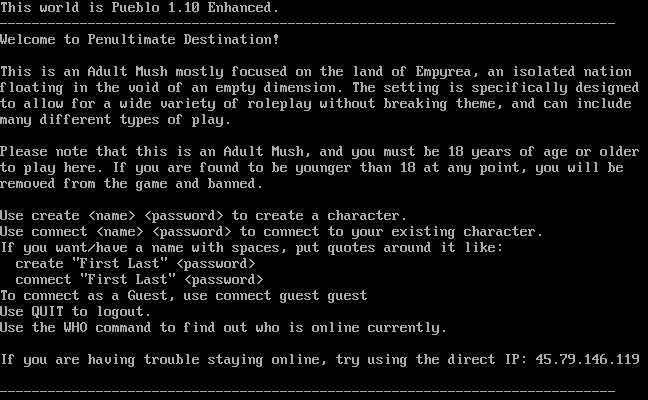 This world is Pueblo 1.10 Enhanced.
-----------------------------------------------------------------------------
Welcome to Penultimate Destination!
This is an Adult Mush mostly focused on the land of Empyrea, an isolated nation
floating in the void of an empty dimension. The setting is specifically designed
to allow for a wide variety of roleplay without breaking theme, and can include
many different types of play.
Please note that this is an Adult Mush, and you must be 18 years of age or older
to play here. If you are found to be younger than 18 at any point, you will be
removed from the game and banned.
Use create <name> <password> to create a character.
Use connect <name> <password> to connect to your existing character.
If you want/have a name with spaces, put quotes around it like:
  create "First Last" <password>
  connect "First Last" <password>
To connect as a Guest, use connect guest guest
Use QUIT to logout.
Use the WHO command to find out who is online currently.
If you are having trouble staying online, try using the direct IP: 45.79.146.119
-----------------------------------------------------------------------------